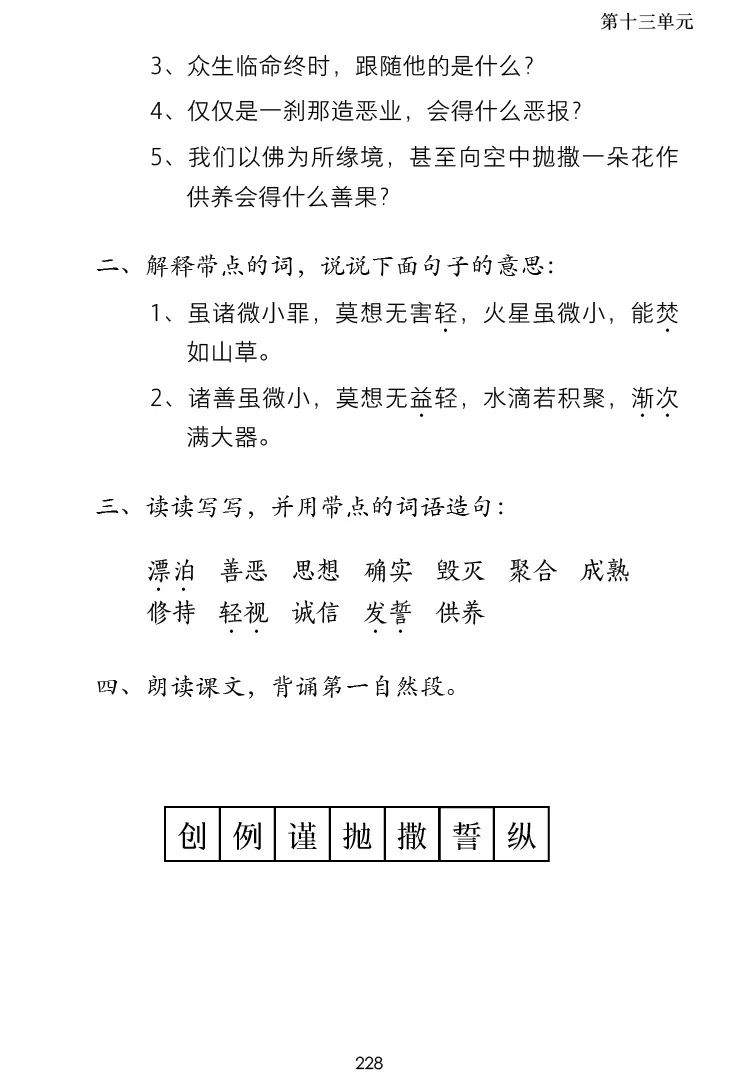 第十三单元
3、众生临命终时，跟随他的是什么？
4、仅仅是一刹那造恶业，会得什么恶报？
5、我们以佛为所缘境，甚至向空中抛撒一朵花作
供养会得什么善果？
二、解释带点的词，说说下面句子的意思：
1、虽诸微小罪，莫想无害轻，火星虽微小，能焚
如山草。
2、诸善虽微小，莫想无益轻，水滴若积聚，渐次
满大器。
三、读读写写，并用带点的词语造句：
漂泊 善恶 思想 确实 毁灭 聚合 成熟
修持 轻视 诚信 发誓 供养
四、朗读课文，背诵第一自然段。
创 例 谨 抛 撒 誓 纵
228